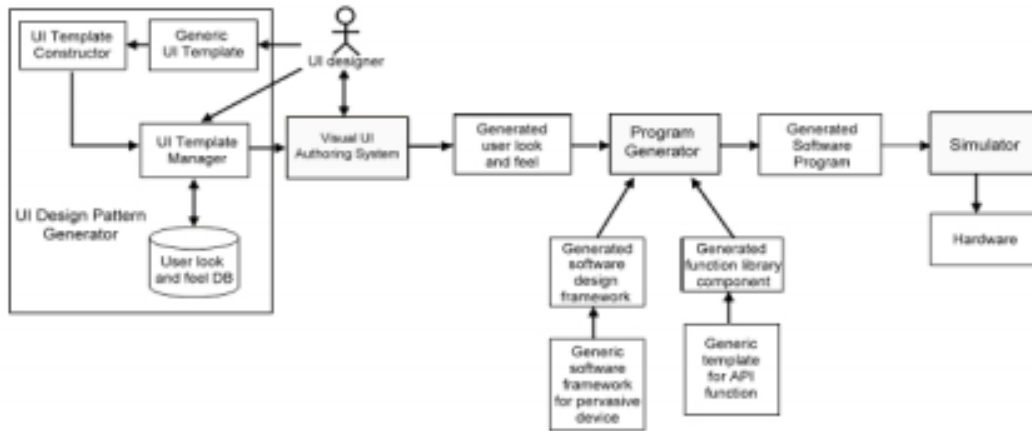 UI Template
Constructor
Generic
UI Template
UI designer
UI Template
Manager
Visual UI
Authoring System
Generated
user look
and feel
Program
Generator
Generated
Software
Program
Simulator
UI Design Pattern
Generator
User look
and feel DB
Hardware
Generated
software
design
framework
Generated
function library
component
Generic
software
framework
for pervasive
device
Generic
template
for API
function